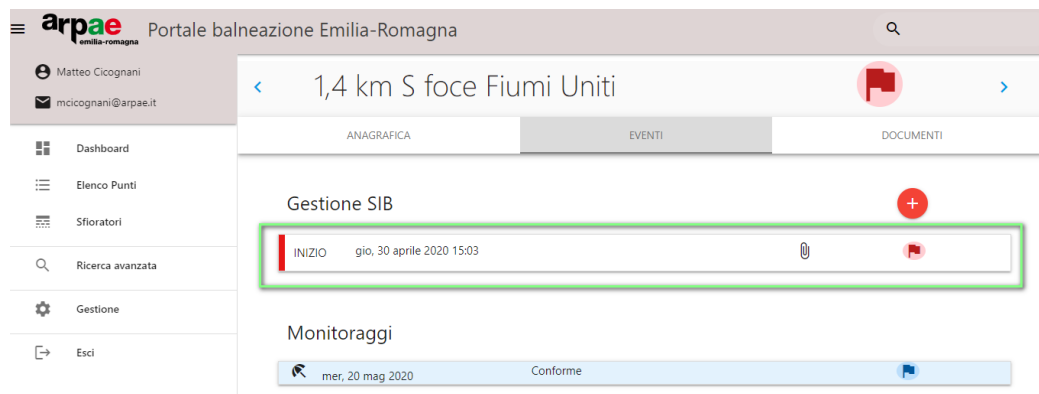 arpae
emilia-romagna
Portale balneazione Emilia-Romagna
Matteo Cicognani
mcicognani@arpae.it
Dashboard
Elenco Punti
Sfioratori
Ricerca avanzata
Gestione
Esci
1,4 km S foce Fiumi Uniti
ANAGRAFICA EVENTI DOCUMENTI
Gestione SIB
INIZIO gio, 30 aprile 2020 15:03
Monitoraggi
mer, 20 mag 2020 Conforme